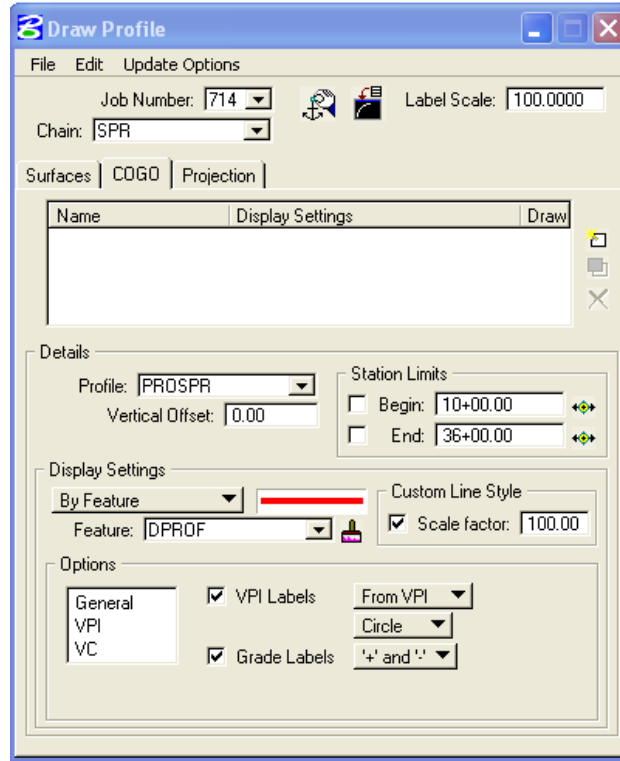 Draw Profile
File Edit Update Options
Job Number: 714 Label Scale: 100.0000
Chain: SPR
Surfaces COGO Projection
Name Display Settings Draw
Details
Profile: PROSPR
Vertical Offset: 0.00
Station Limits
Begin: 10+00.00
End: 36+00.00
Display Settings
By Feature
Feature: DPROF
Custom Line Style
Scale factor: 100.00
Options
General
VPI
VC
VPI Labels From VPI
Circle
Grade Labels '+' and '-'